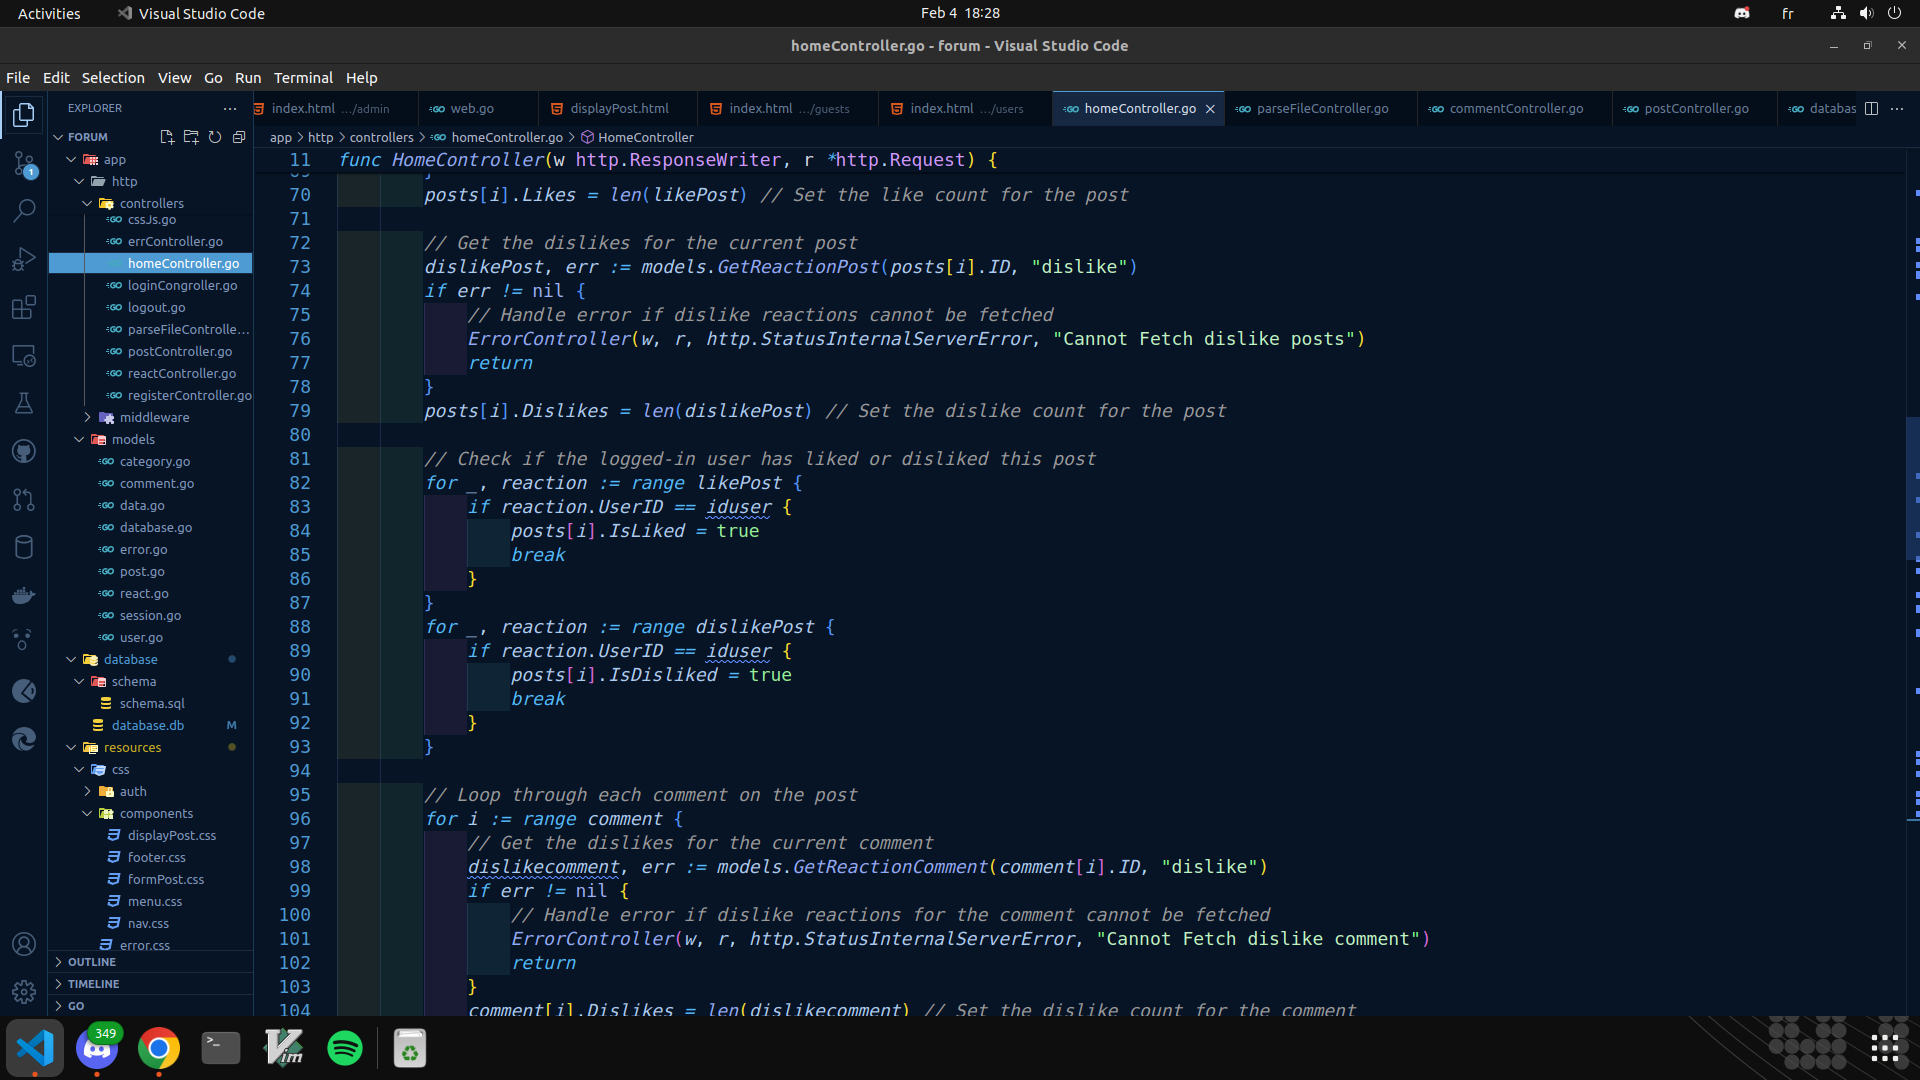 Activities
Visual Studio Code
Feb 4 18:28
fr
homeController.go - forum - Visual Studio Code
File Edit Selection View Go Run Terminal Help
EXPLORER
index.html .../admin
web.go
displayPost.html
index.html .../guests
index.html .../users
homeController.go
parseFileController.go
commentController.go
postController.go
databas
FORUM
app > http > controllers > homeController.go > HomeController
app
http
controllers
cssJs.go
errController.go
homeController.go
loginCongroller.go
logout.go
parseFileControlle...
postController.go
reactController.go
registerController.go
middleware
models
category.go
comment.go
data.go
database.go
error.go
post.go
react.go
session.go
user.go
database
schema
schema.sql
database.db M
resources
css
auth
components
displayPost.css
footer.css
formPost.css
menu.css
nav.css
error.css
OUTLINE
TIMELINE
GO
1
11 func HomeController(w http.ResponseWriter, r *http.Request) {
69 }
70 posts[i].Likes = len(likePost) // Set the like count for the post
71
72 // Get the dislikes for the current post
73 dislikePost, err := models.GetReactionPost(posts[i].ID, "dislike")
74 if err != nil {
75 // Handle error if dislike reactions cannot be fetched
76 ErrorController(w, r, http.StatusInternalServerError, "Cannot Fetch dislike posts")
77 return
78 }
79 posts[i].Dislikes = len(dislikePost) // Set the dislike count for the post
80
81 // Check if the logged-in user has liked or disliked this post
82 for _, reaction := range likePost {
83 if reaction.UserID == iduser {
84 posts[i].IsLiked = true
85 break
86 }
87 }
88 for _, reaction := range dislikePost {
89 if reaction.UserID == iduser {
90 posts[i].IsDisliked = true
91 break
92 }
93 }
94
95 // Loop through each comment on the post
96 for i := range comment {
97 // Get the dislikes for the current comment
98 dislikecomment, err := models.GetReactionComment(comment[i].ID, "dislike")
99 if err != nil {
100 // Handle error if dislike reactions for the comment cannot be fetched
101 ErrorController(w, r, http.StatusInternalServerError, "Cannot Fetch dislike comment")
102 return
103 }
104 comment[i].Dislikes = len(dislikecomment) // Set the dislike count for the comment
349
Vim